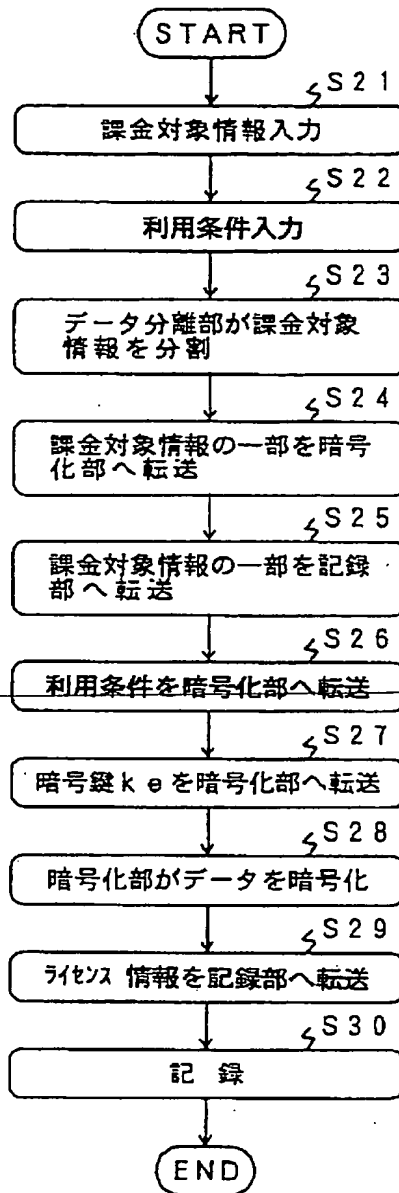 START
S21
課金対象情報入力
S22
利用条件入力
S23
データ分離部が課金対象
情報を分割
S24
課金対象情報の一部を暗号
化部へ転送
S25
課金対象情報の一部を記録
部へ転送
S26
利用条件を暗号化部へ転送
S27
暗号鍵keを暗号化部へ転送
S28
暗号化部がデータを暗号化
S29
ライセンス 情報を記録部へ転送
S30
記 録
END